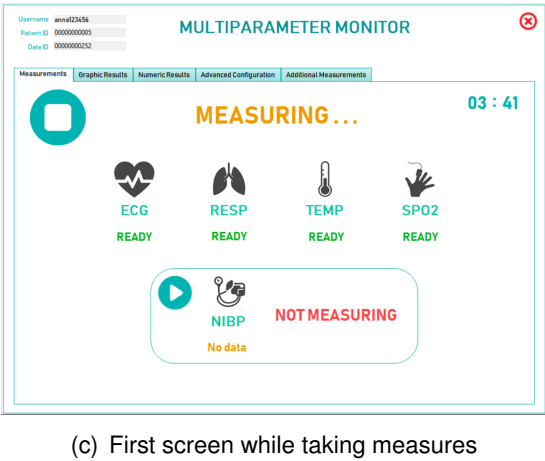 Username anna123456
MULTIPARAMETER MONITOR
Patient ID 00000000005
Data ID 00000000252
Measurements Graphic Results Numeric Results Advanced Configuration Additional Measurements
MEASURING...
03 : 41
ECG RESP TEMP SPO2
READY READY READY READY
NIBP
NOT MEASURING
No data
(c) First screen while taking measures